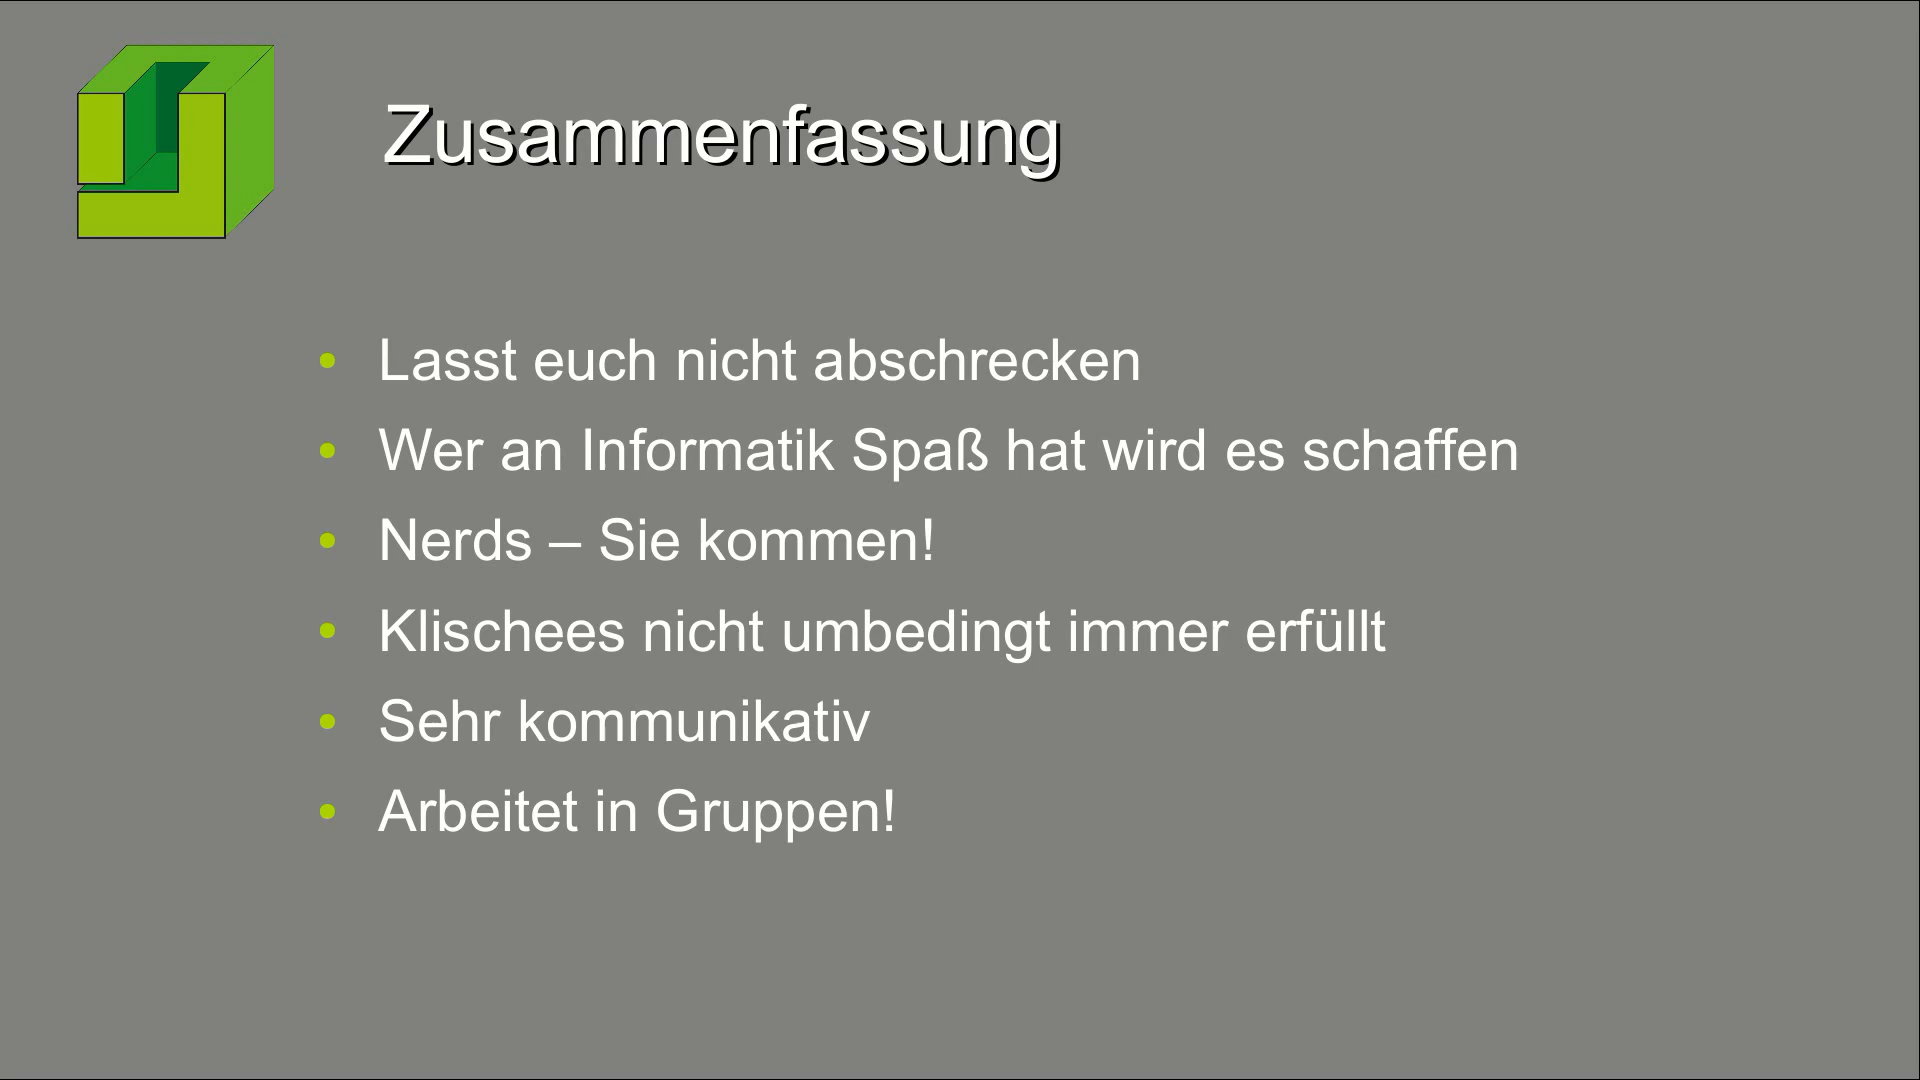 Zusammenfassung
• Lasst euch nicht abschrecken
• Wer an Informatik Spaß hat wird es schaffen
• Nerds – Sie kommen!
• Klischees nicht umbedingt immer erfüllt
• Sehr kommunikativ
• Arbeitet in Gruppen!